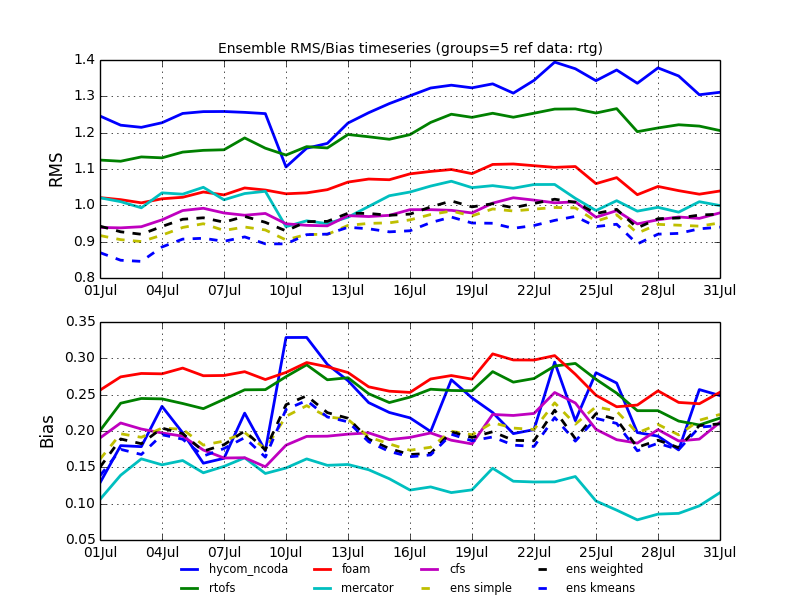 Ensemble RMS/Bias timeseries (groups=5 ref data: rtg)
RMS
1.4
1.3
1.2
1.1
1.0
0.9
0.8
01Jul 04Jul 07Jul 10Jul 13Jul 16Jul 19Jul 22Jul 25Jul 28Jul 31Jul
Bias
0.35
0.30
0.25
0.20
0.15
0.10
0.05
01Jul 04Jul 07Jul 10Jul 13Jul 16Jul 19Jul 22Jul 25Jul 28Jul 31Jul
hycom_ncoda foam cfs ens weighted
rtofs mercator ens simple ens kmeans